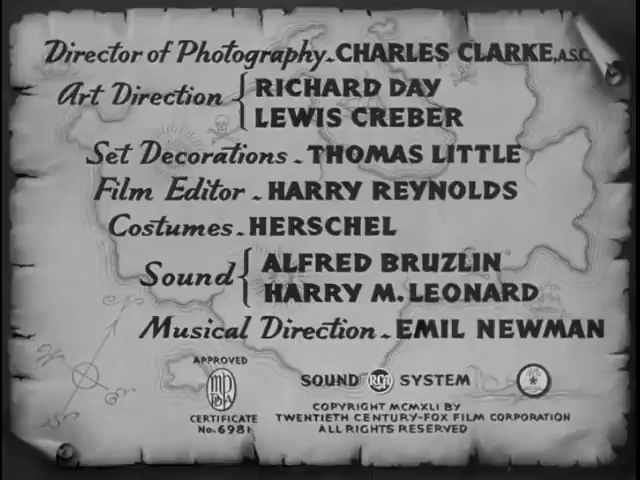 Director of Photography - CHARLES CLARKE, A.S.C.
Art Direction { RICHARD DAY
LEWIS CREBER
Set Decorations - THOMAS LITTLE
Film Editor - HARRY REYNOLDS
Costumes - HERSCHEL
Sound { ALFRED BRUZLIN
HARRY M. LEONARD
Musical Direction - EMIL NEWMAN
APPROVED
MPPDA
CERTIFICATE
No. 6981
SOUND RCA SYSTEM
COPYRIGHT MCMXLI BY
TWENTIETH CENTURY-FOX FILM CORPORATION
ALL RIGHTS RESERVED